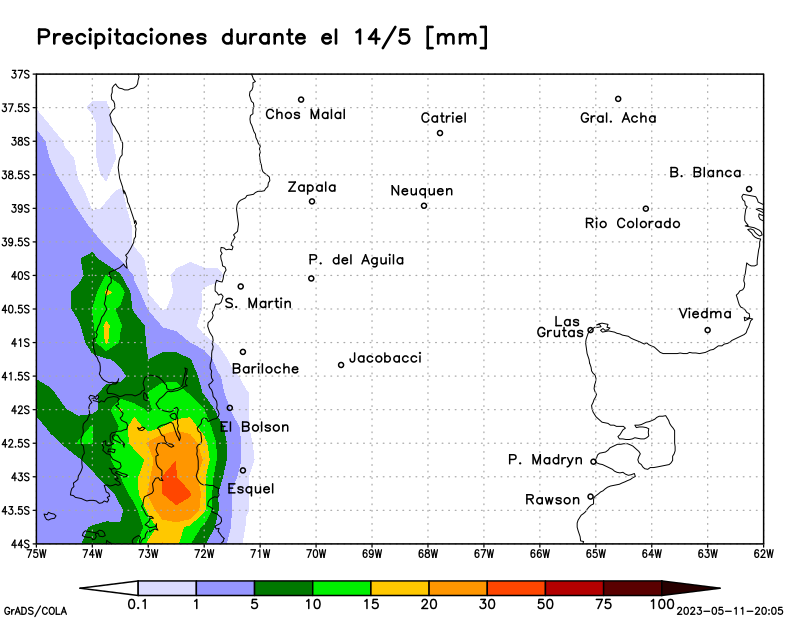 Precipitaciones durante el 14/5 [mm]
37S
37.5S
Chos Malal
Catriel
Gral. Acha
38S
38.5S
B. Blanca
Zapala
Neuquen
39S
Rio Colorado
39.5S
P. del Aguila
40S
S. Martin
40.5S
Viedma
Las
Grutas
41S
Jacobacci
Bariloche
41.5S
42S
El Bolson
42.5S
P. Madryn
43S
Esquel
Rawson
43.5S
44S
75W 74W 73W 72W 71W 70W 69W 68W 67W 66W 65W 64W 63W 62W
0.1 1 5 10 15 20 30 50 75 100
GrADS/COLA
2023-05-11-20:05